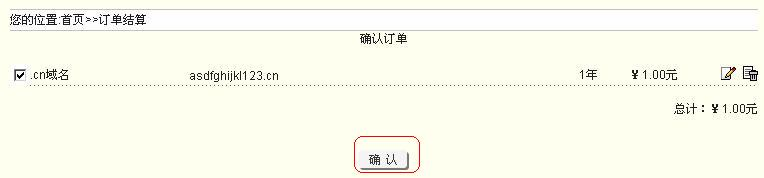 您的位置:首页>>订单结算
确认订单
.cn域名 asdfghijkl123.cn 1年 ¥ 1.00元
总计：¥ 1.00元
确 认